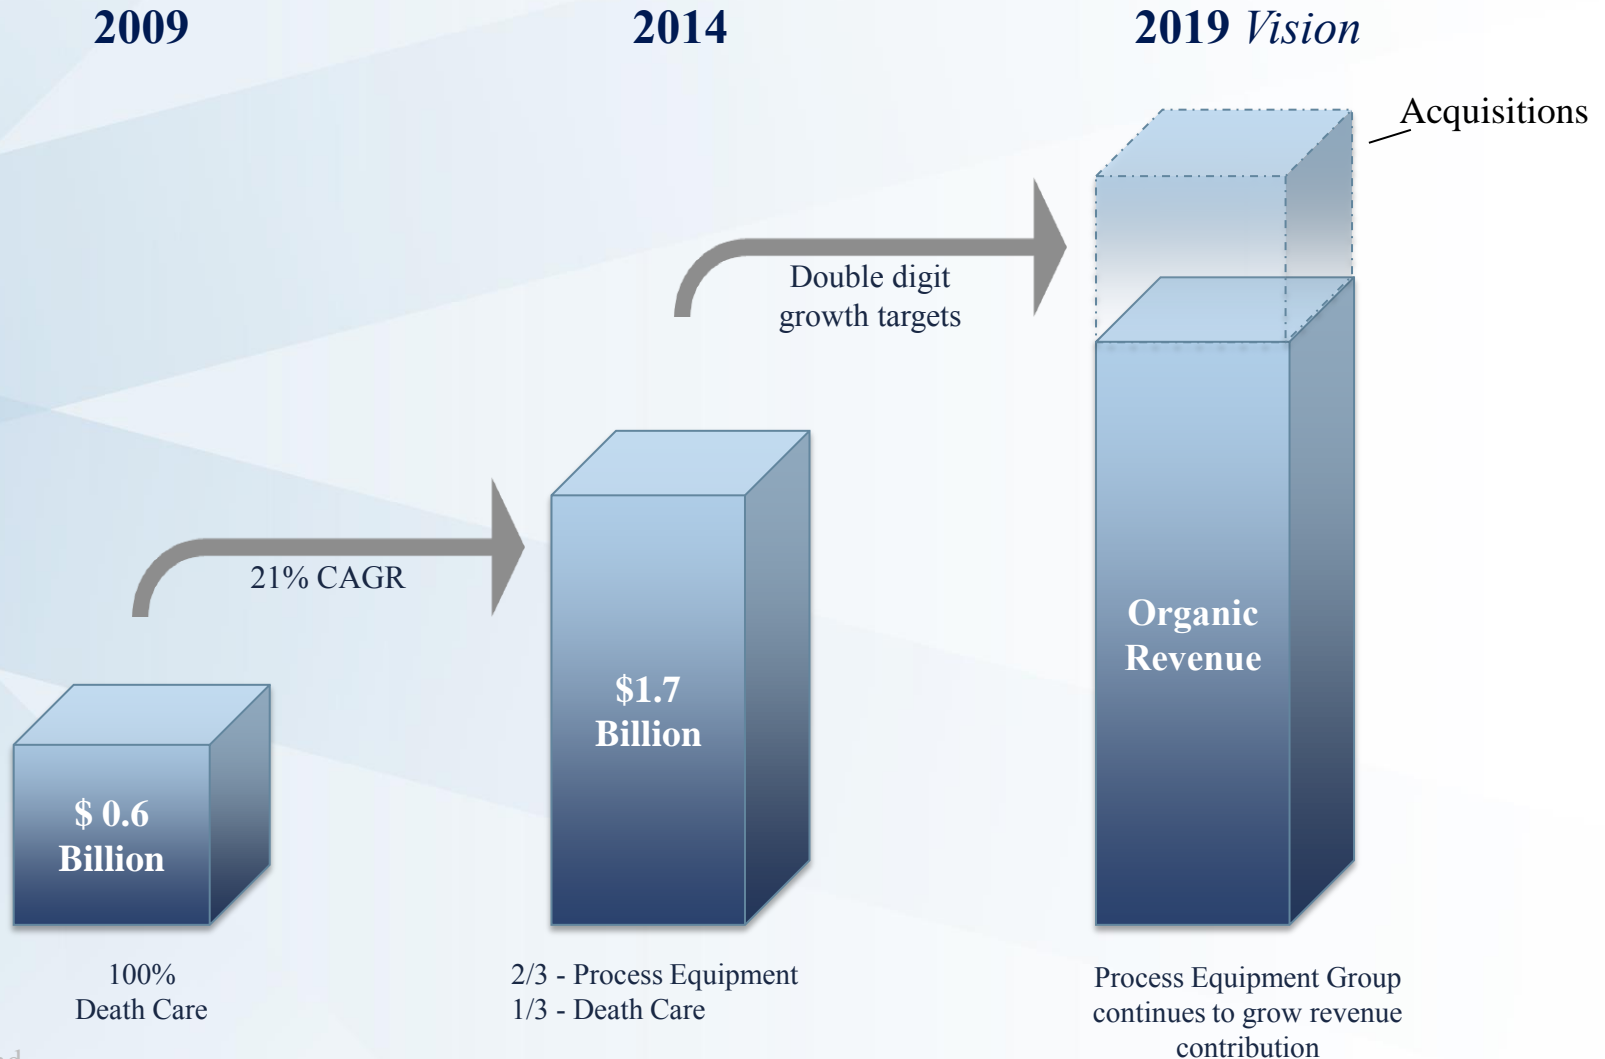 2009
2014
2019 Vision
Acquisitions
Double digit
growth targets
21% CAGR
Organic
Revenue
$1.7
Billion
$ 0.6
Billion
100%
Death Care
2/3 - Process Equipment
1/3 - Death Care
Process Equipment Group
continues to grow revenue
contribution